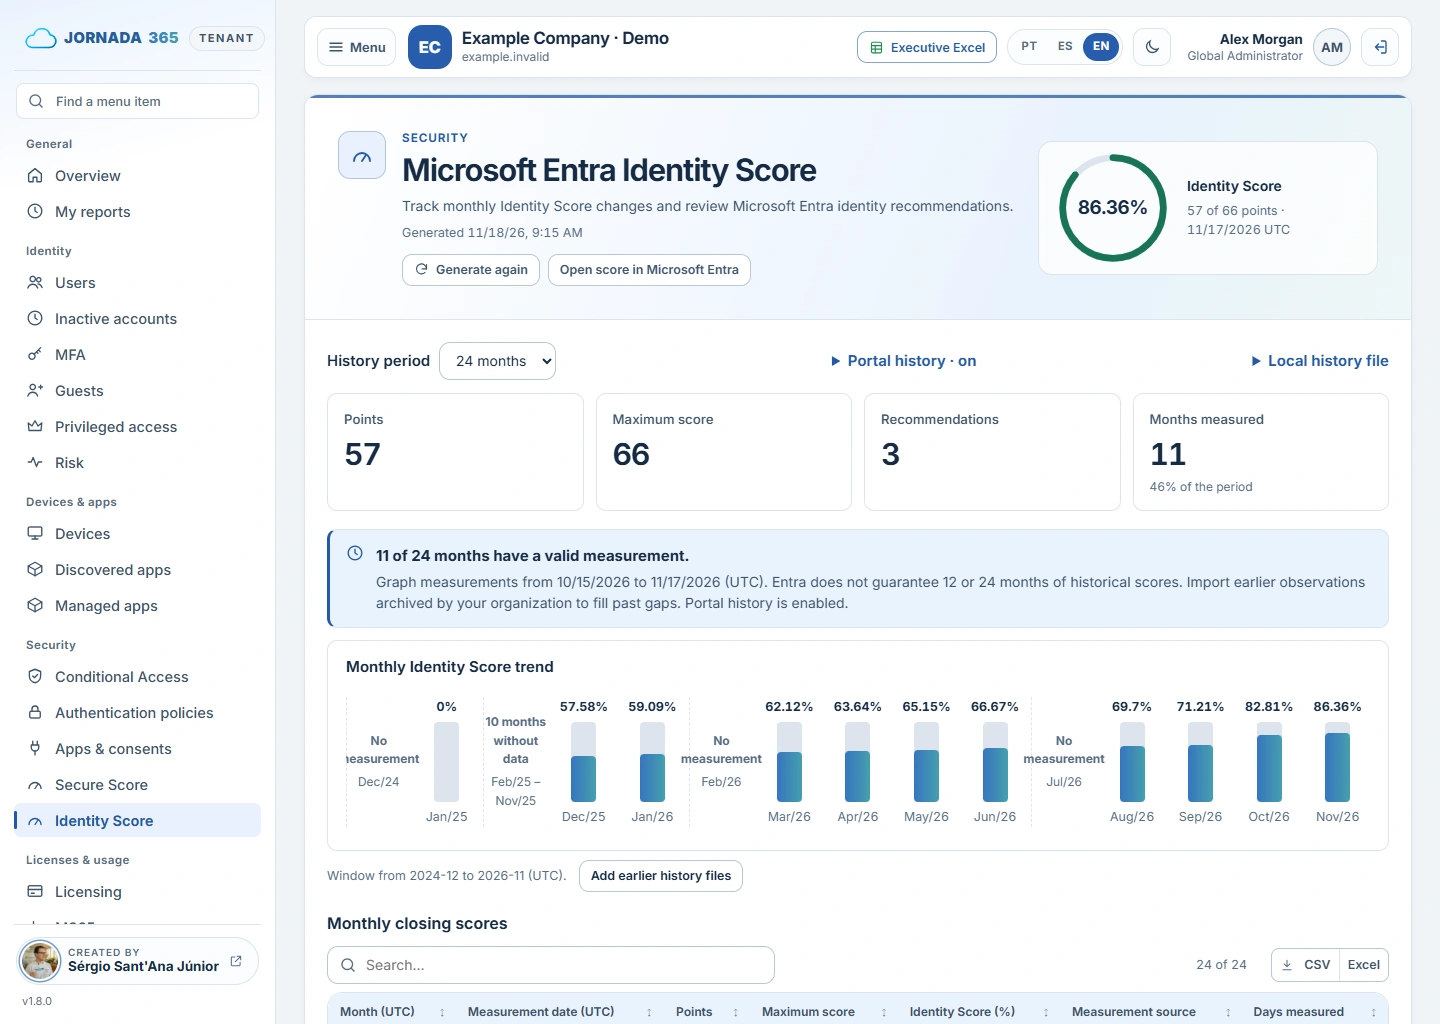 JORNADA 365 TENANT
Find a menu item
General
Overview
My reports
Identity
Users
Inactive accounts
MFA
Guests
Privileged access
Risk
Devices & apps
Devices
Discovered apps
Managed apps
Security
Conditional Access
Authentication policies
Apps & consents
Secure Score
Identity Score
Licenses & usage
Licensing
CREATED BY
Sérgio Sant'Ana Júnior
v1.8.0
Menu
EC
Example Company · Demo
example.invalid
Executive Excel
PT ES EN
Alex Morgan
Global Administrator
AM
SECURITY
Microsoft Entra Identity Score
Track monthly Identity Score changes and review Microsoft Entra identity recommendations.
Generated 11/18/26, 9:15 AM
Generate again
Open score in Microsoft Entra
86.36%
Identity Score
57 of 66 points ·
11/17/2026 UTC
History period 24 months
Portal history · on
Local history file
Points
57
Maximum score
66
Recommendations
3
Months measured
11
46% of the period
11 of 24 months have a valid measurement.
Graph measurements from 10/15/2026 to 11/17/2026 (UTC). Entra does not guarantee 12 or 24 months of historical scores. Import earlier observations
archived by your organization to fill past gaps. Portal history is enabled.
Monthly Identity Score trend
No
easurement
Dec/24
0%
Jan/25
10 months
without
data
Feb/25 –
Nov/25
57.58%
Dec/25
59.09%
Jan/26
No
measurement
Feb/26
62.12%
Mar/26
63.64%
Apr/26
65.15%
May/26
66.67%
Jun/26
No
measurement
Jul/26
69.7%
Aug/26
71.21%
Sep/26
82.81%
Oct/26
86.36%
Nov/26
Window from 2024-12 to 2026-11 (UTC).
Add earlier history files
Monthly closing scores
Search...
24 of 24
CSV Excel
Month (UTC) Measurement date (UTC) Points Maximum score Identity Score (%) Measurement source Days measured